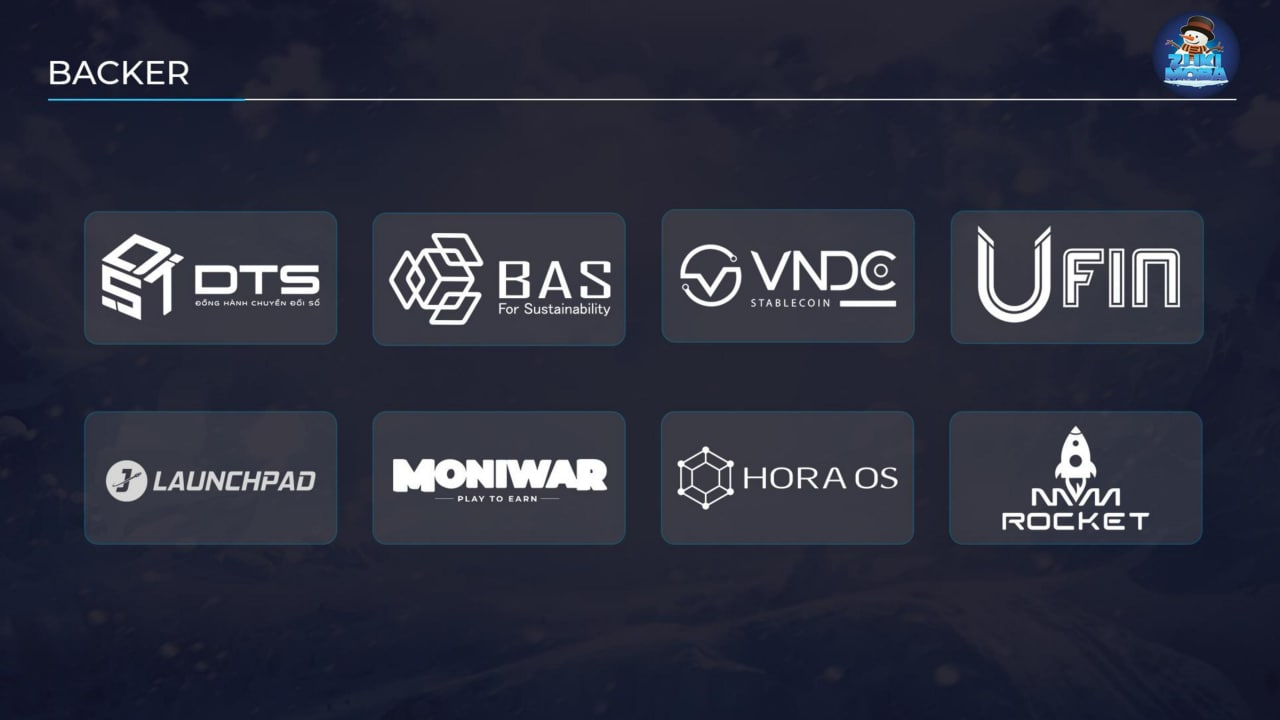 BACKER
ZUKI
MOBA
DTS
ĐỒNG HÀNH CHUYỂN ĐỔI SỐ
BAS
For Sustainability
VNDC
STABLECOIN
UFIN
LAUNCHPAD
MONIWAR
PLAY TO EARN
HORA OS
MVM
ROCKET